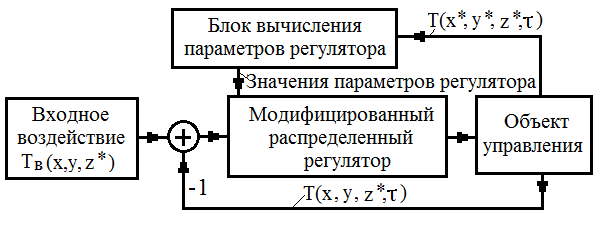 Блок вычисления
параметров регулятора
T(x*,y*,z*,τ)
Значения параметров регулятора
Входное
воздействие
Tв(x,y,z*)
+
Модифицированный
распределенный
регулятор
Объект
управления
-1
T(x,y,z*,τ)